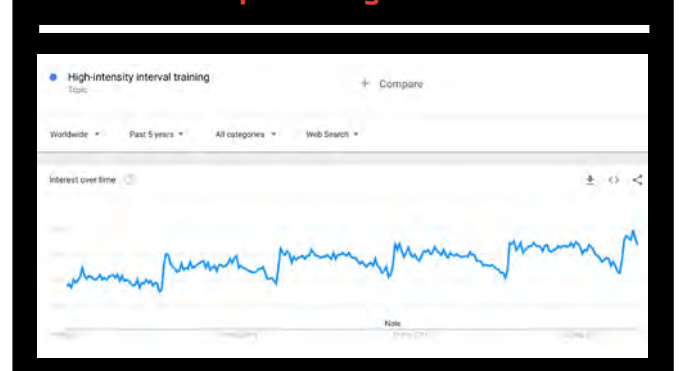 High-intensity interval training
Topic
+ Compare
Worldwide
Past 5 years
All categories
Web Search
Interest over time
Note